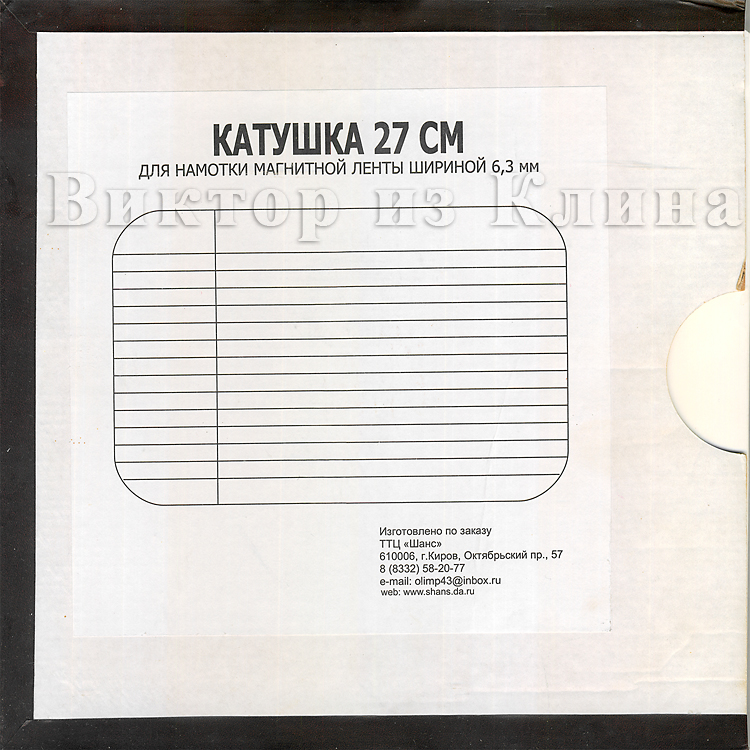 КАТУШКА 27 СМ
ДЛЯ НАМОТКИ МАГНИТНОЙ ЛЕНТЫ ШИРИНОЙ 6,3 мм
Виктор из Клина
Изготовлено по заказу
ТТЦ «Шанс»
610006, г.Киров, Октябрьский пр., 57
8 (8332) 58-20-77
e-mail: olimp43@inbox.ru
web: www.shans.da.ru